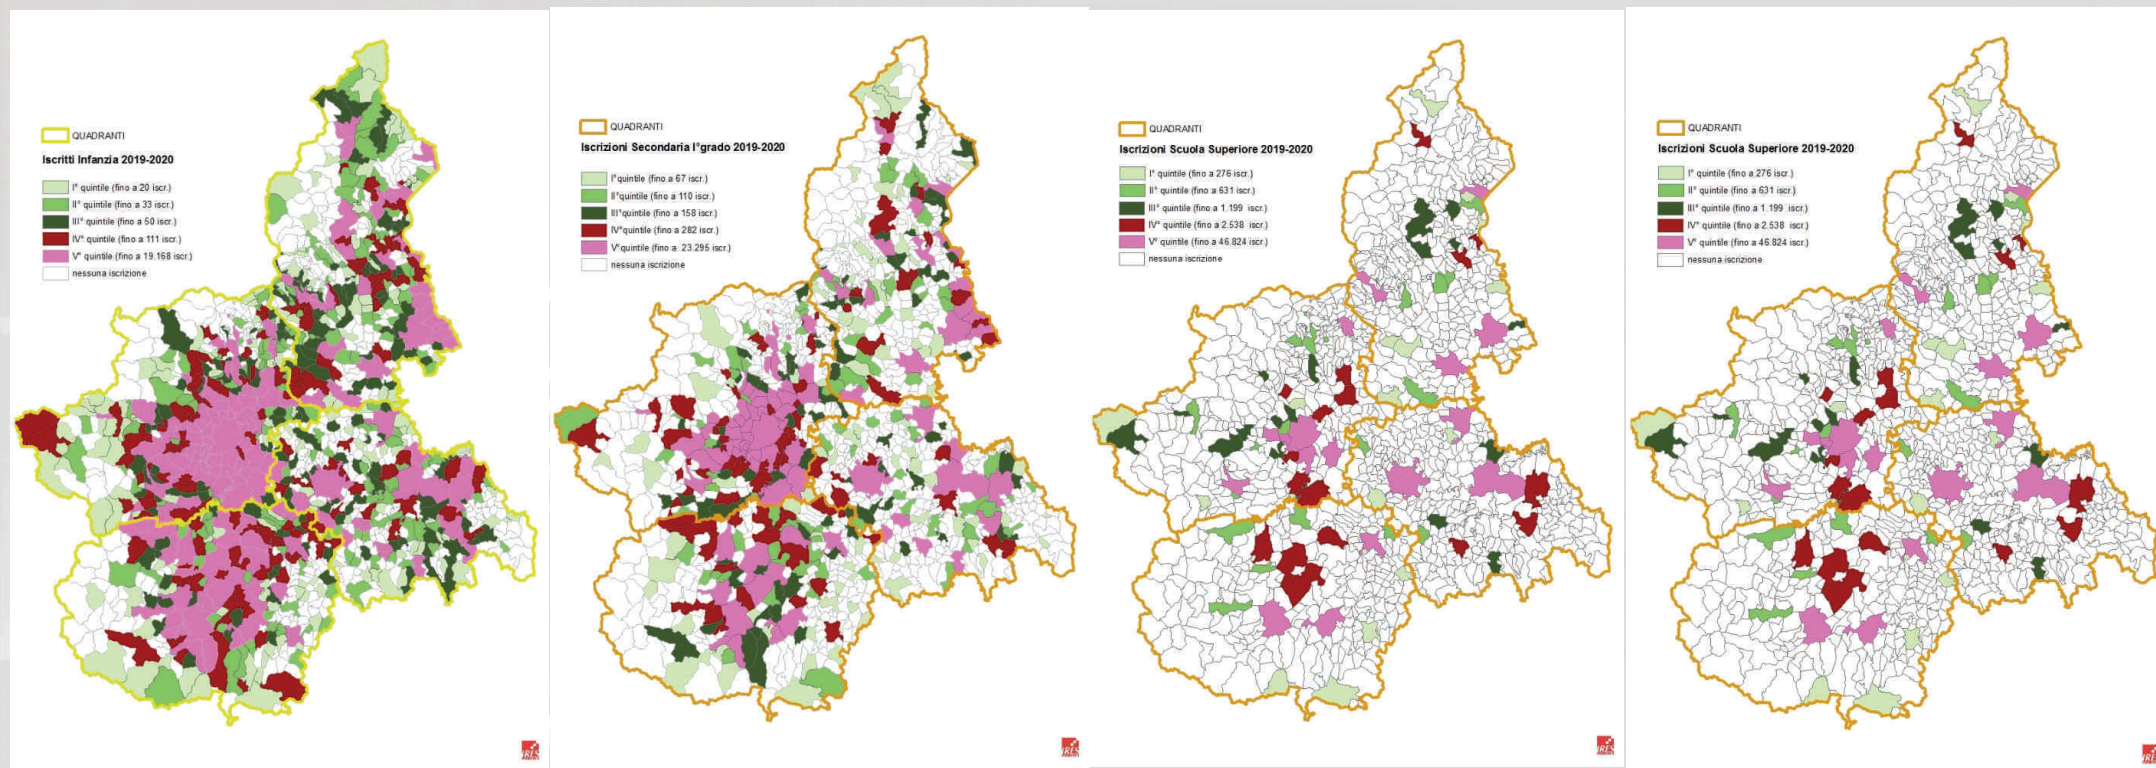 QUADRANTI
Iscritti Infanzia 2019-2020
I° quintile (fino a 20 iscr.)
II° quintile (fino a 33 iscr.)
III° quintile (fino a 50 iscr.)
IV° quintile (fino a 111 iscr.)
V° quintile (fino a 19.168 iscr.)
nessuna iscrizione
IRES
QUADRANTI
Iscrizioni Secondaria I°grado 2019-2020
I°quintile (fino a 67 iscr.)
II°quintile (fino a 110 iscr.)
III°quintile (fino a 158 iscr.)
IV°quintile (fino a 282 iscr.)
V°quintile (fino a 23.295 iscr.)
nessuna iscrizione
IRES
QUADRANTI
Iscrizioni Scuola Superiore 2019-2020
I° quintile (fino a 276 iscr.)
II° quintile (fino a 631 iscr.)
III° quintile (fino a 1.199 iscr.)
IV° quintile (fino a 2.538 iscr.)
V° quintile (fino a 46.824 iscr.)
nessuna iscrizione
IRES
QUADRANTI
Iscrizioni Scuola Superiore 2019-2020
I° quintile (fino a 276 iscr.)
II° quintile (fino a 631 iscr.)
III° quintile (fino a 1.199 iscr.)
IV° quintile (fino a 2.538 iscr.)
V° quintile (fino a 46.824 iscr.)
nessuna iscrizione
IRES